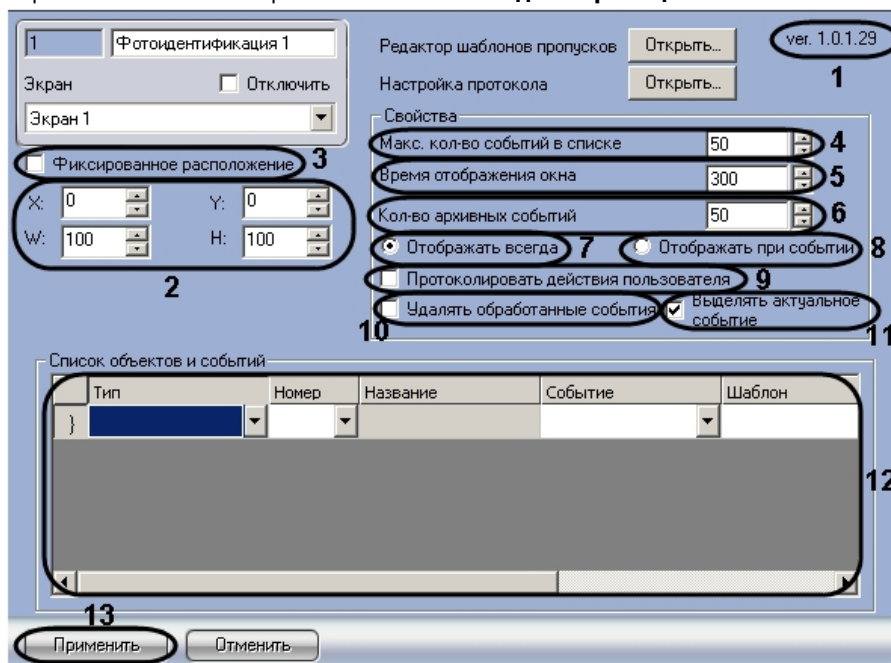 1
Фотоидентификация 1
Экран
Отключить
Экран 1
Редактор шаблонов пропусков
Открыть...
ver. 1.0.1.29
1
Настройка протокола
Открыть...
Фиксированное расположение
3
X: 0
Y: 0
W: 100
H: 100
2
Свойства
Макс. кол-во событий в списке
50
4
Время отображения окна
300
5
Кол-во архивных событий
50
6
Отображать всегда
7
Отображать при событии
8
Протоколировать действия пользователя
9
Удалять обработанные события
10
Выделять актуальное
событие
11
Список объектов и событий
Тип Номер Название Событие Шаблон
12
13
Применить
Отменить